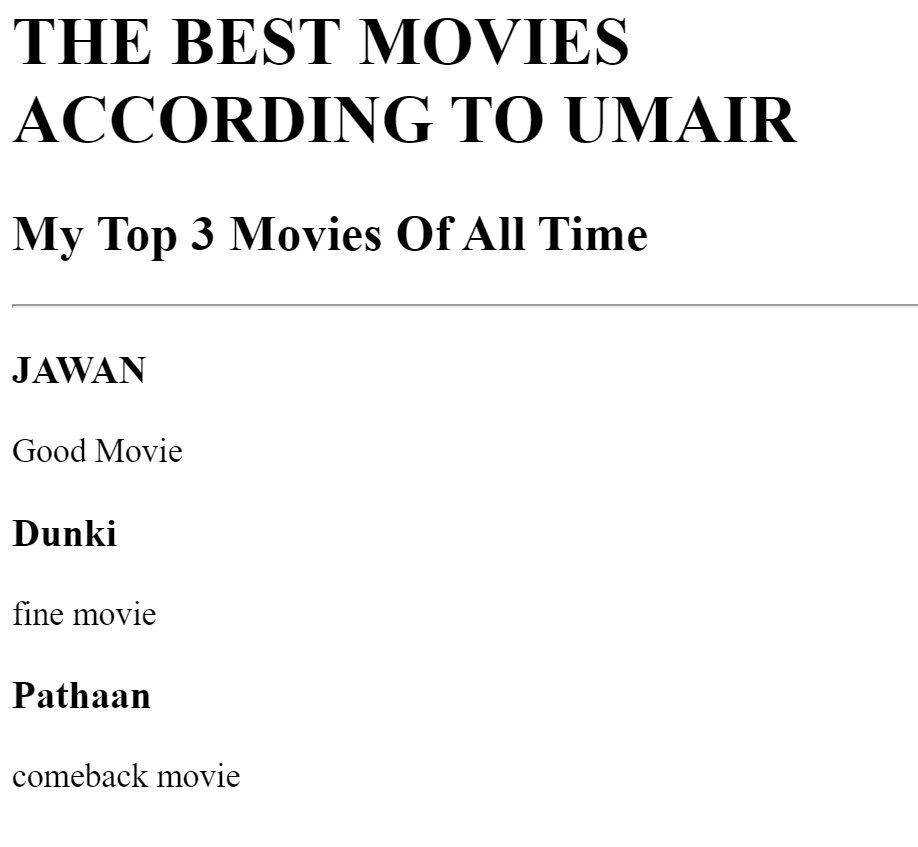 THE BEST MOVIES
ACCORDING TO UMAIR
My Top 3 Movies Of All Time
JAWAN
Good Movie
Dunki
fine movie
Pathaan
comeback movie